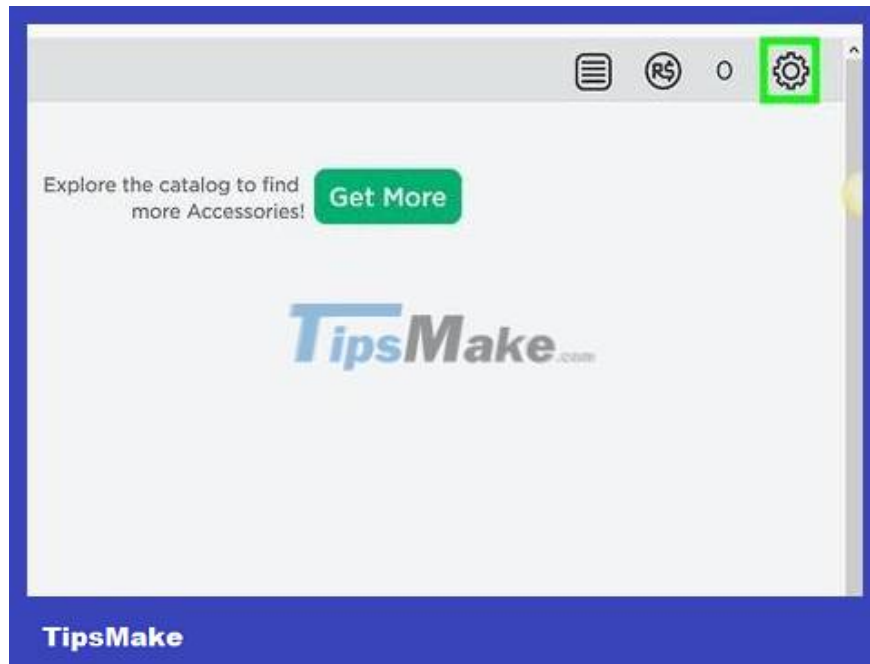 R$ 0
Explore the catalog to find
more Accessories!
Get More
TipsMake.com
TipsMake